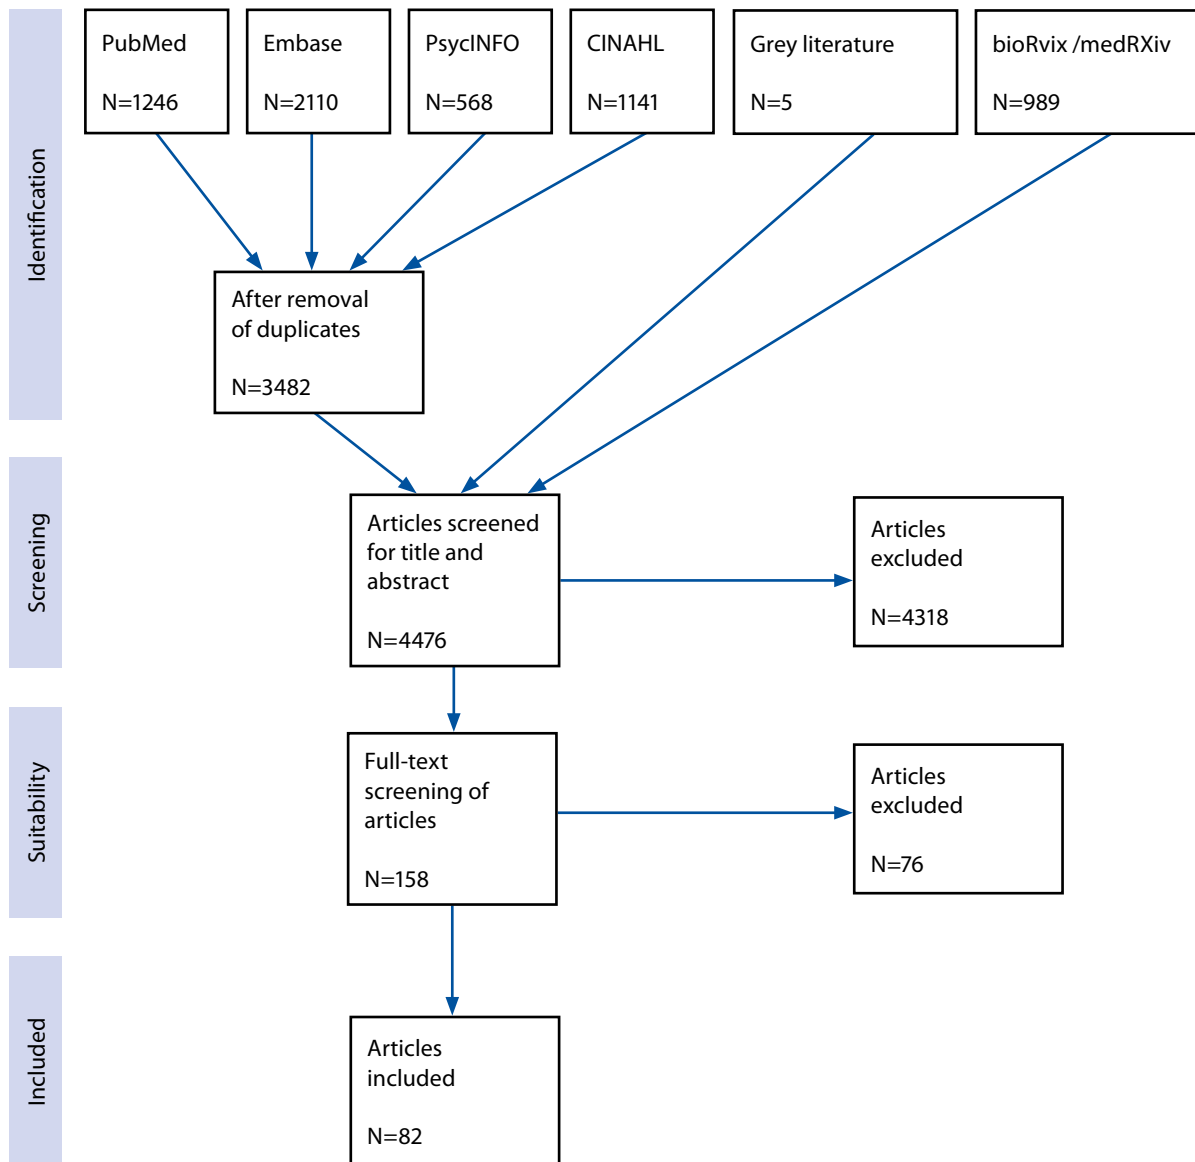 Identification
PubMed
N=1246
Embase
N=2110
PsycINFO
N=568
CINAHL
N=1141
Grey literature
N=5
bioRvix /medRXiv
N=989
After removal
of duplicates
N=3482
Screening
Articles screened
for title and
abstract
N=4476
Articles
excluded
N=4318
Suitability
Full-text
screening of
articles
N=158
Articles
excluded
N=76
Included
Articles
included
N=82